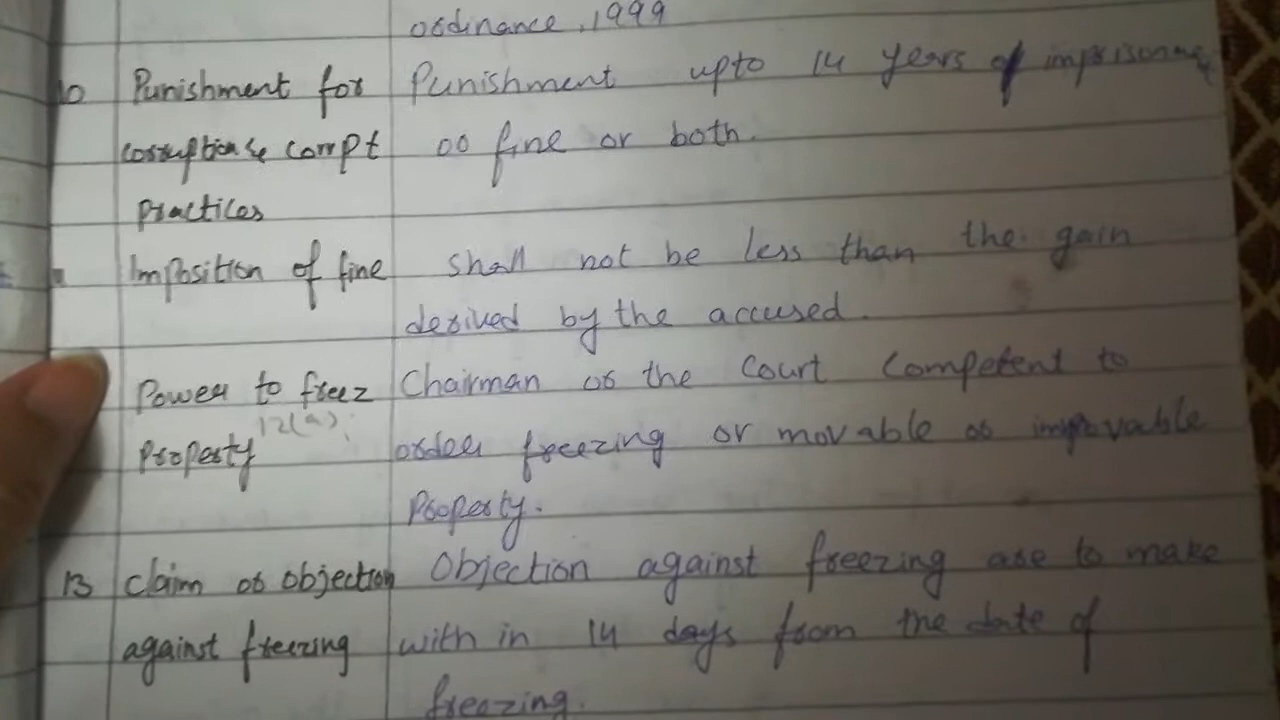 ordinance, 1999
10 Punishment for Punishment upto 14 years of imprisonme
corruption & corrpt or fine or both.
practices
11 Imposition of fine shall not be less than the gain
derived by the accused.
Power to freez Chairman or the Court Competent to
12(a)
Property order freezing or movable or immovable
Property.
13 claim or objection Objection against freezing are to make
against freezing with in 14 days from the date of
freezing.